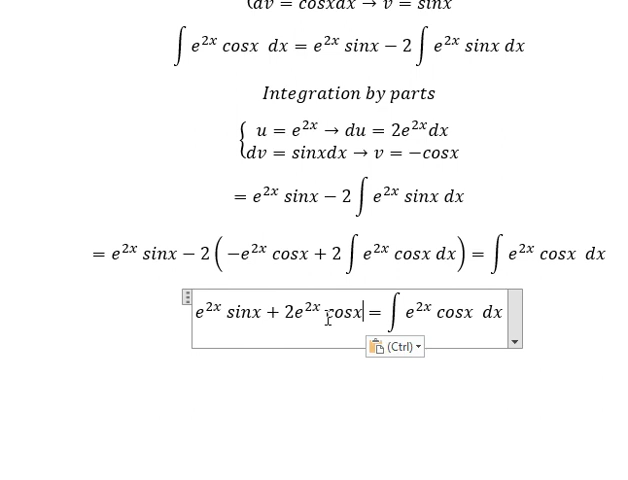 dv = cosxdx → v = sinx
∫ e^{2x} cosx dx = e^{2x} sinx − 2 ∫ e^{2x} sinx dx
Integration by parts
{ u = e^{2x} → du = 2e^{2x}dx
dv = sinxdx → v = −cosx
= e^{2x} sinx − 2 ∫ e^{2x} sinx dx
= e^{2x} sinx − 2 ( −e^{2x} cosx + 2 ∫ e^{2x} cosx dx ) = ∫ e^{2x} cosx dx
e^{2x} sinx + 2e^{2x} cosx = ∫ e^{2x} cosx dx
(Ctrl)